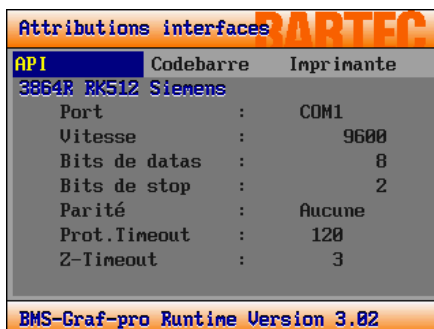 Attributions interfaces BARTEC
API Codebarre Imprimante
3864R RK512 Siemens
Port : COM1
Vitesse : 9600
Bits de datas : 8
Bits de stop : 2
Parité : Aucune
Prot.Timeout : 120
Z-Timeout : 3
BMS-Graf-pro Runtime Version 3.02